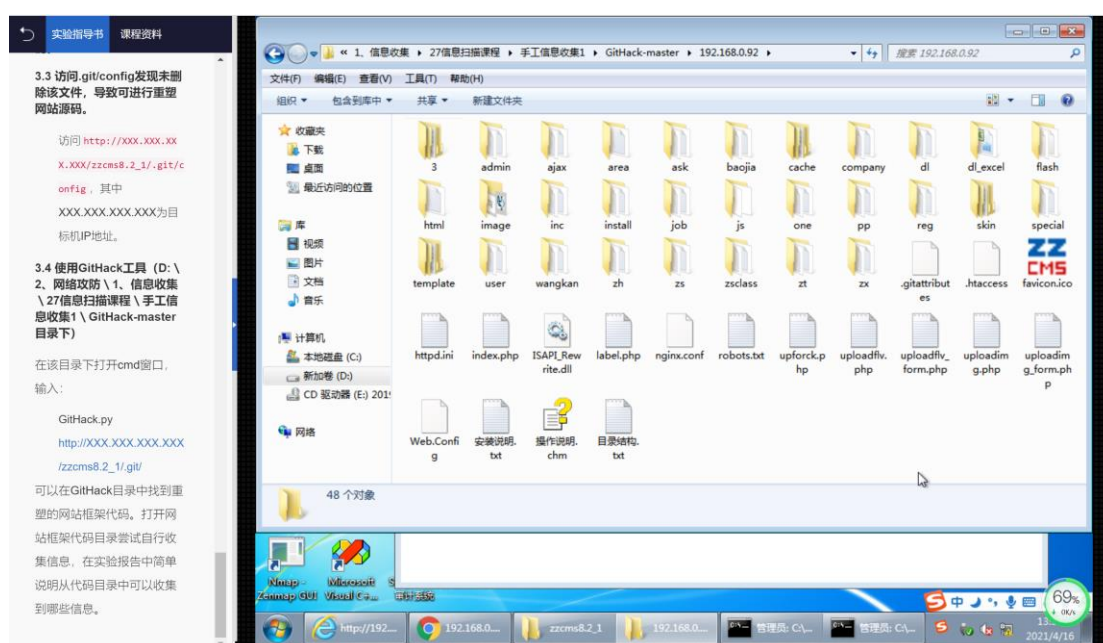 实验指导书 课程资料
3.3 访问.git/config发现未删
除该文件，导致可进行重塑
网站源码。
访问 http://XXX.XXX.XX
X.XXX/zzcms8.2_1/.git/c
onfig ，其中
XXX.XXX.XXX.XXX为目
标机IP地址。
3.4 使用GitHack工具（D: \
2、网络攻防 \ 1、信息收集
\ 27信息扫描课程 \ 手工信
息收集1 \ GitHack-master
目录下）
在该目录下打开cmd窗口，
输入：
GitHack.py
http://XXX.XXX.XXX.XXX
/zzcms8.2_1/.git/
可以在GitHack目录中找到重
塑的网站框架代码。打开网
站框架代码目录尝试自行收
集信息，在实验报告中简单
说明从代码目录中可以收集
到哪些信息。
« 1、信息收集 ▸ 27信息扫描课程 ▸ 手工信息收集1 ▸ GitHack-master ▸ 192.168.0.92 ▸
搜索 192.168.0.92
文件(F) 编辑(E) 查看(V) 工具(T) 帮助(H)
组织 包含到库中 共享 新建文件夹
收藏夹
下载
桌面
最近访问的位置
库
视频
图片
文档
音乐
计算机
本地磁盘 (C:)
新加卷 (D:)
CD 驱动器 (E:) 201
网络
3 admin ajax area ask baojia cache company dl dl_excel flash
html image inc install job js one pp reg skin special
ZZ
CMS
template user wangkan zh zs zsclass zt zx .gitattribut .htaccess favicon.ico
es
httpd.ini index.php ISAPI_Rew label.php nginx.conf robots.txt upforck.p uploadflv. uploadflv_ uploadim uploadim
rite.dll hp php form.php g.php g_form.ph
p
Web.Confi 安装说明. 操作说明. 目录结构.
g txt chm txt
48 个对象
Nmap - Microsoft S
Zenmap GUI Visual C+... 审计系统
中
69%
0K/s
http://192.... 192.168.0.... zzcms8.2_1 192.168.0.... 管理员: C:\... 管理员: C:\...
2021/4/16